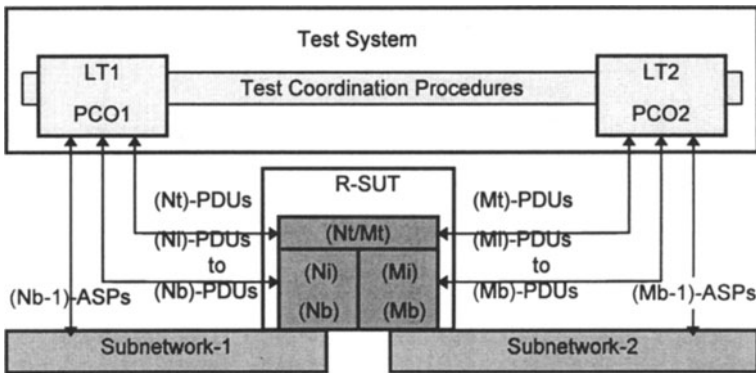 Test System
LT1
LT2
Test Coordination Procedures
PCO1
PCO2
R-SUT
(Nt)-PDUs
(Mt)-PDUs
(Nt/Mt)
(Ni)-PDUs
(Mi)-PDUs
to
to
(Ni)
(Mi)
(Nb-1)-ASPs
(Nb)-PDUs
(Mb)-PDUs
(Mb-1)-ASPs
(Nb)
(Mb)
Subnetwork-1
Subnetwork-2